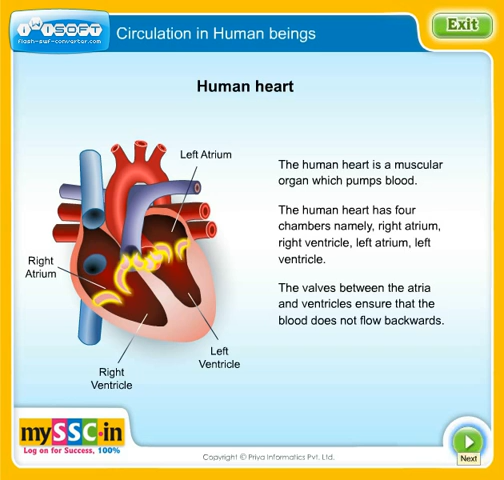 iWiSOFT
flash-swf-converter.com
Circulation in Human beings
Exit
Human heart
Left Atrium
Right
Atrium
Right
Ventricle
Left
Ventricle
The human heart is a muscular
organ which pumps blood.
The human heart has four
chambers namely, right atrium,
right ventricle, left atrium, left
ventricle.
The valves between the atria
and ventricles ensure that the
blood does not flow backwards.
mySSC.in
Log on for Success, 100%
Copyright © Priya Informatics Pvt. Ltd.
Next